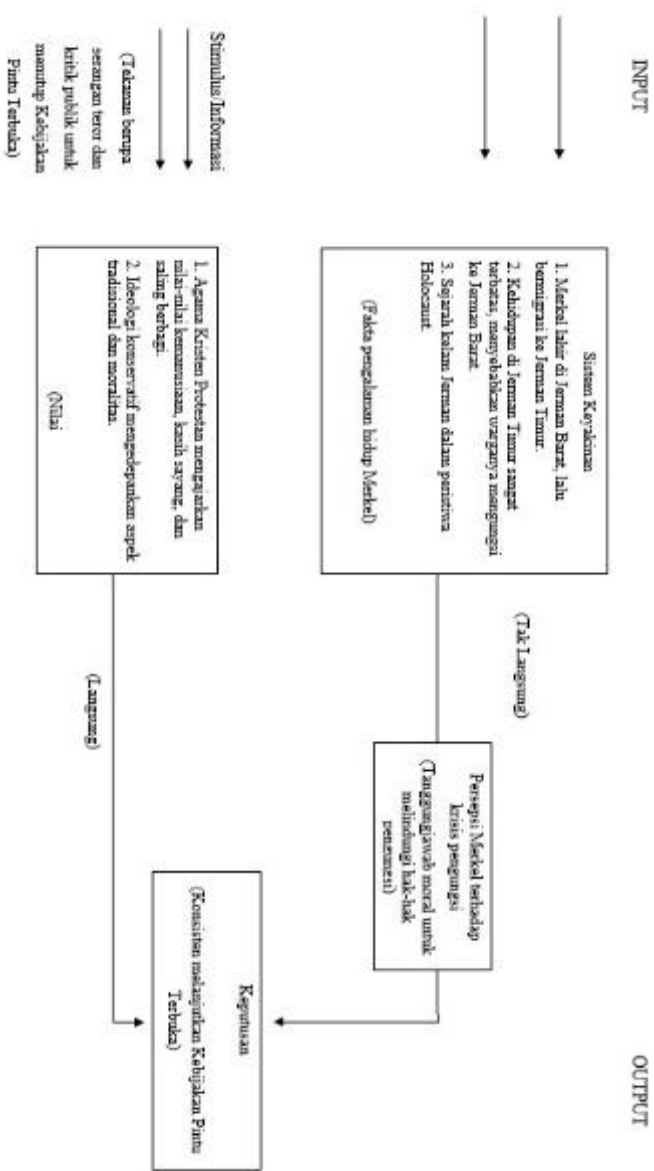 INPUT
OUTPUT
Sistem Keyakinan
1. Merkel lahir di Jerman Barat, lalu
bermigrasi ke Jerman Timur.
2. Kehidupan di Jerman Timur sangat
terbatas, menyebabkan warganya mengungsi
ke Jerman Barat.
3. Sejarah kelam Jerman dalam peristiwa
Holocaust.
(Fakta pengalaman hidup Merkel)
(Tak Langsung)
Persepsi Merkel terhadap
krisis pengungsi
(Tanggungjawab moral untuk
melindungi hak-hak
pengungsi)
Stimulus Informasi
(Tekanan berupa
serangan teror dan
kritik publik untuk
menutup Kebijakan
Pintu Terbuka)
1. Agama Kristen Protestan mengajarkan
nilai-nilai kemanusiaan, kasih sayang, dan
saling berbagi.
2. Ideologi konservatif mengedepankan aspek
tradisional dan moralitas.
(Nilai
(Langsung)
Keputusan
(Konsisten melanjutkan Kebijakan Pintu
Terbuka)